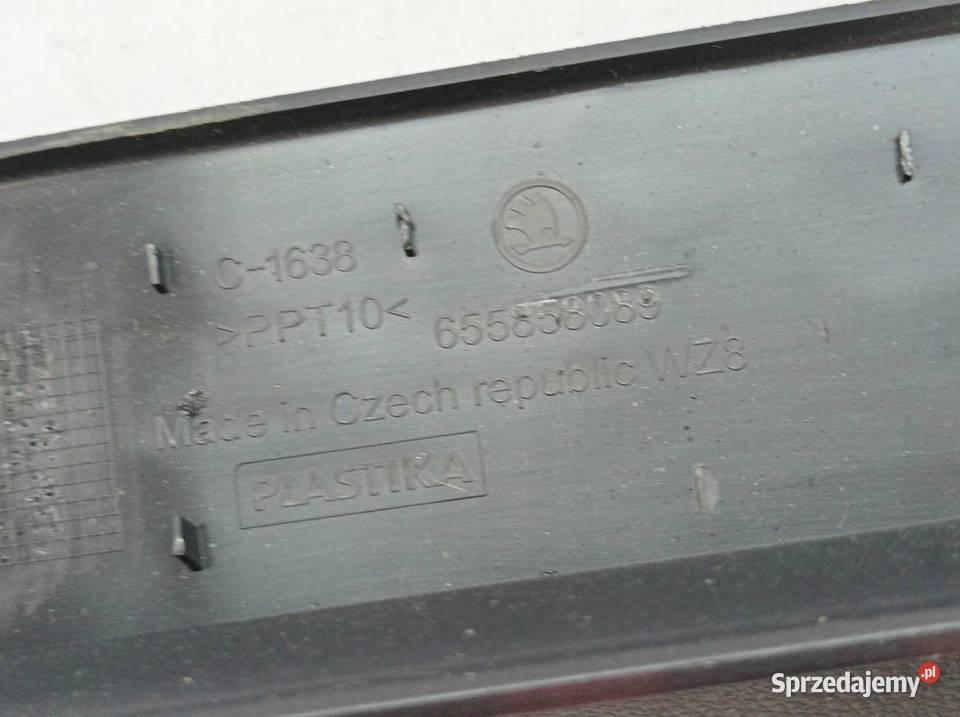 C-1638
>PPT10<
655858089
Made in Czech republic WZ8
PLASTIKA
Sprzedajemy.pl